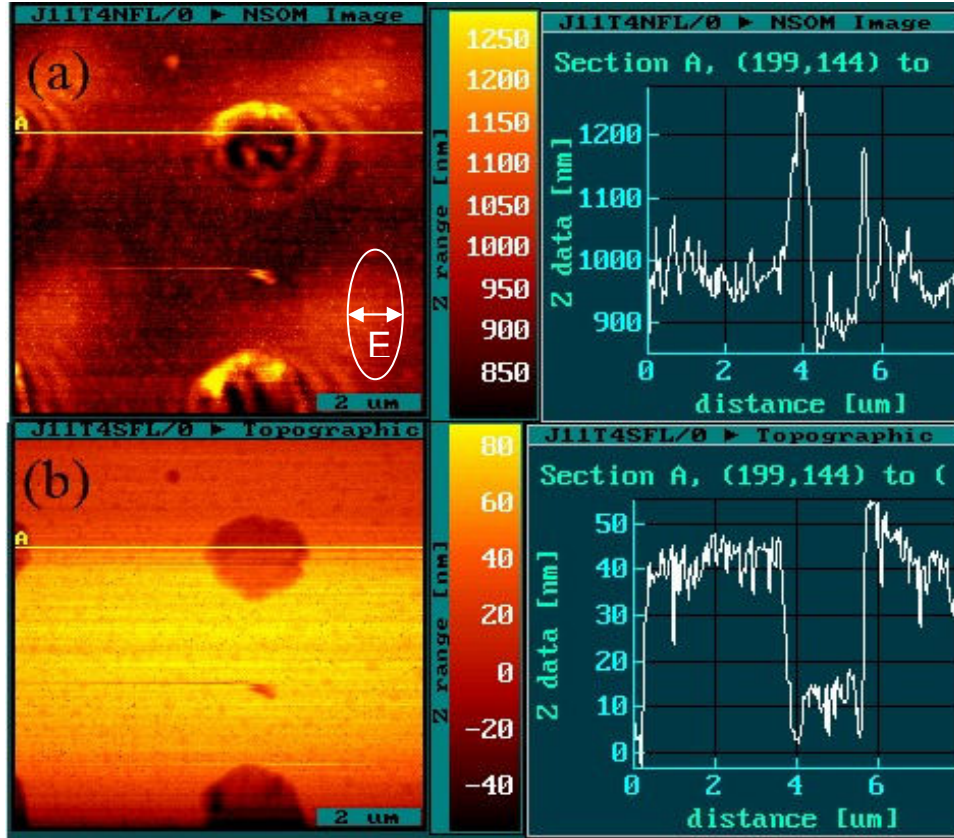 J11T4NFL/0 ► NSOM Image
(a)
A
E
2 um
Z range [nm]
1250
1200
1150
1100
1050
1000
950
900
850
J11T4NFL/0 ► NSOM Image
Section A, (199,144) to
Z data [nm]
1200
1100
1000
900
0 2 4 6
distance [um]
J11T4SFL/0 ► Topographic
(b)
A
2 um
Z range [nm]
80
60
40
20
0
-20
-40
J11T4SFL/0 ► Topographic
Section A, (199,144) to (
Z data [nm]
50
40
30
20
10
0
0 2 4 6
distance [um]